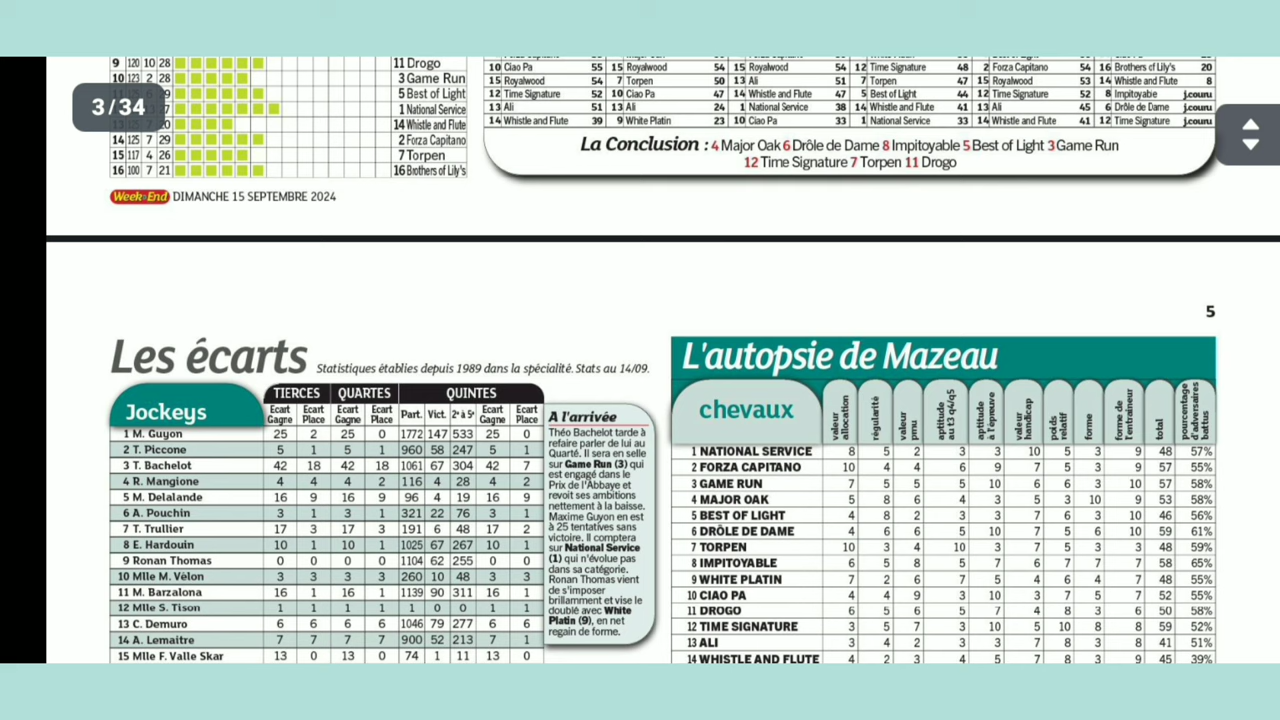 9 120 10 28 11 Drogo
10 123 2 28 3 Game Run
5 Best of Light
1 National Service
14 Whistle and Flute
14 125 7 29 2 Forza Capitano
15 117 4 26 7 Torpen
16 100 7 21 16 Brothers of Lily's
3/34
10 Ciao Pa 55 15 Royalwood 54 15 Royalwood 54 12 Time Signature 48 2 Forza Capitano 54 16 Brothers of Lily's 20
15 Royalwood 54 7 Torpen 50 13 Ali 51 7 Torpen 47 15 Royalwood 53 14 Whistle and Flute 8
12 Time Signature 52 10 Ciao Pa 47 14 Whistle and Flute 47 5 Best of Light 44 12 Time Signature 52 8 Impitoyable j.couru
13 Ali 51 13 Ali 24 1 National Service 38 14 Whistle and Flute 41 13 Ali 45 6 Drôle de Dame j.couru
14 Whistle and Flute 39 9 White Platin 23 10 Ciao Pa 33 1 National Service 33 14 Whistle and Flute 41 12 Time Signature j.couru
La Conclusion : 4 Major Oak 6 Drôle de Dame 8 Impitoyable 5 Best of Light 3 Game Run
12 Time Signature 7 Torpen 11 Drogo
Week-End DIMANCHE 15 SEPTEMBRE 2024
5
Les écarts Statistiques établies depuis 1989 dans la spécialité. Stats au 14/09.
Jockeys
TIERCES QUARTES QUINTES
Ecart Gagne Ecart Place Ecart Gagne Ecart Place Part. Vict. 2e à 5e Ecart Gagne Ecart Place
1 M. Guyon 25 2 25 0 1772 147 533 25 0
2 T. Piccone 5 1 5 1 960 58 247 5 1
3 T. Bachelot 42 18 42 18 1061 67 304 42 7
4 R. Mangione 4 4 4 2 116 4 28 4 2
5 M. Delalande 16 9 16 9 96 4 19 16 9
6 A. Pouchin 3 1 3 1 321 22 76 3 1
7 T. Trullier 17 3 17 3 191 6 48 17 2
8 E. Hardouin 10 1 10 1 1025 67 267 10 1
9 Ronan Thomas 0 0 0 0 1104 62 255 0 0
10 Mlle M. Vélon 3 3 3 3 260 10 48 3 3
11 M. Barzalona 16 1 16 1 1139 90 311 16 1
12 Mlle S. Tison 1 1 1 1 1 0 0 1 1
13 C. Demuro 6 6 6 6 1046 79 277 6 6
14 A. Lemaitre 7 7 7 7 900 52 213 7 1
15 Mlle F. Valle Skar 13 0 13 0 74 1 11 13 0
A l'arrivée
Théo Bachelot tarde à
refaire parler de lui au
Quarté. Il sera en selle
sur Game Run (3) qui
est engagé dans le
Prix de l'Abbaye et
revoit ses ambitions
nettement à la baisse.
Maxime Guyon en est
à 25 tentatives sans
victoire. Il comptera
sur National Service
(1) qui n'évolue pas
dans sa catégorie.
Ronan Thomas vient
de s'imposer
brillamment et vise le
doublé avec White
Platin (9), en net
regain de forme.
L'autopsie de Mazeau
chevaux
valeur allocation régularité valeur pmu aptitude au t3 q4/q5 aptitude à l'épreuve valeur handicap poids relatif forme forme de l'entraineur total pourcentage d'adversaires battus
1 NATIONAL SERVICE 8 5 2 3 3 10 5 3 9 48 57%
2 FORZA CAPITANO 10 4 4 6 9 7 5 3 9 57 55%
3 GAME RUN 7 5 5 5 10 6 6 3 10 57 58%
4 MAJOR OAK 5 8 6 4 3 5 3 10 9 53 58%
5 BEST OF LIGHT 4 8 2 3 3 7 6 3 10 46 56%
6 DRÔLE DE DAME 4 6 6 5 10 7 5 6 10 59 61%
7 TORPEN 10 3 4 10 3 7 5 3 3 48 59%
8 IMPITOYABLE 6 5 8 5 7 6 7 7 7 58 65%
9 WHITE PLATIN 7 2 6 7 5 4 6 4 7 48 55%
10 CIAO PA 4 4 9 3 10 3 7 5 7 52 55%
11 DROGO 6 5 6 5 7 4 8 3 6 50 58%
12 TIME SIGNATURE 3 5 7 3 10 5 10 8 8 59 52%
13 ALI 3 4 2 3 3 7 8 3 8 41 51%
14 WHISTLE AND FLUTE 4 2 3 4 5 7 8 3 9 45 39%